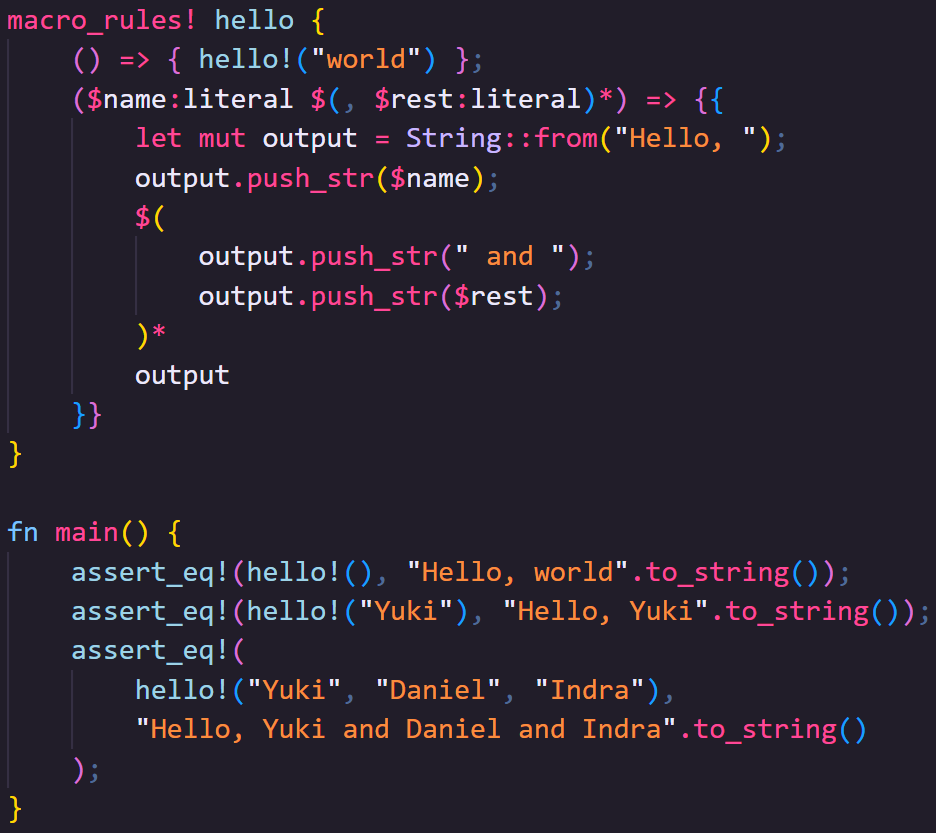 macro_rules! hello {
    () => { hello!("world") };
    ($name:literal $(, $rest:literal)*) => {{
        let mut output = String::from("Hello, ");
        output.push_str($name);
        $(
            output.push_str(" and ");
            output.push_str($rest);
        )*
        output
    }}
}

fn main() {
    assert_eq!(hello!(), "Hello, world".to_string());
    assert_eq!(hello!("Yuki"), "Hello, Yuki".to_string());
    assert_eq!(
        hello!("Yuki", "Daniel", "Indra"),
        "Hello, Yuki and Daniel and Indra".to_string()
    );
}